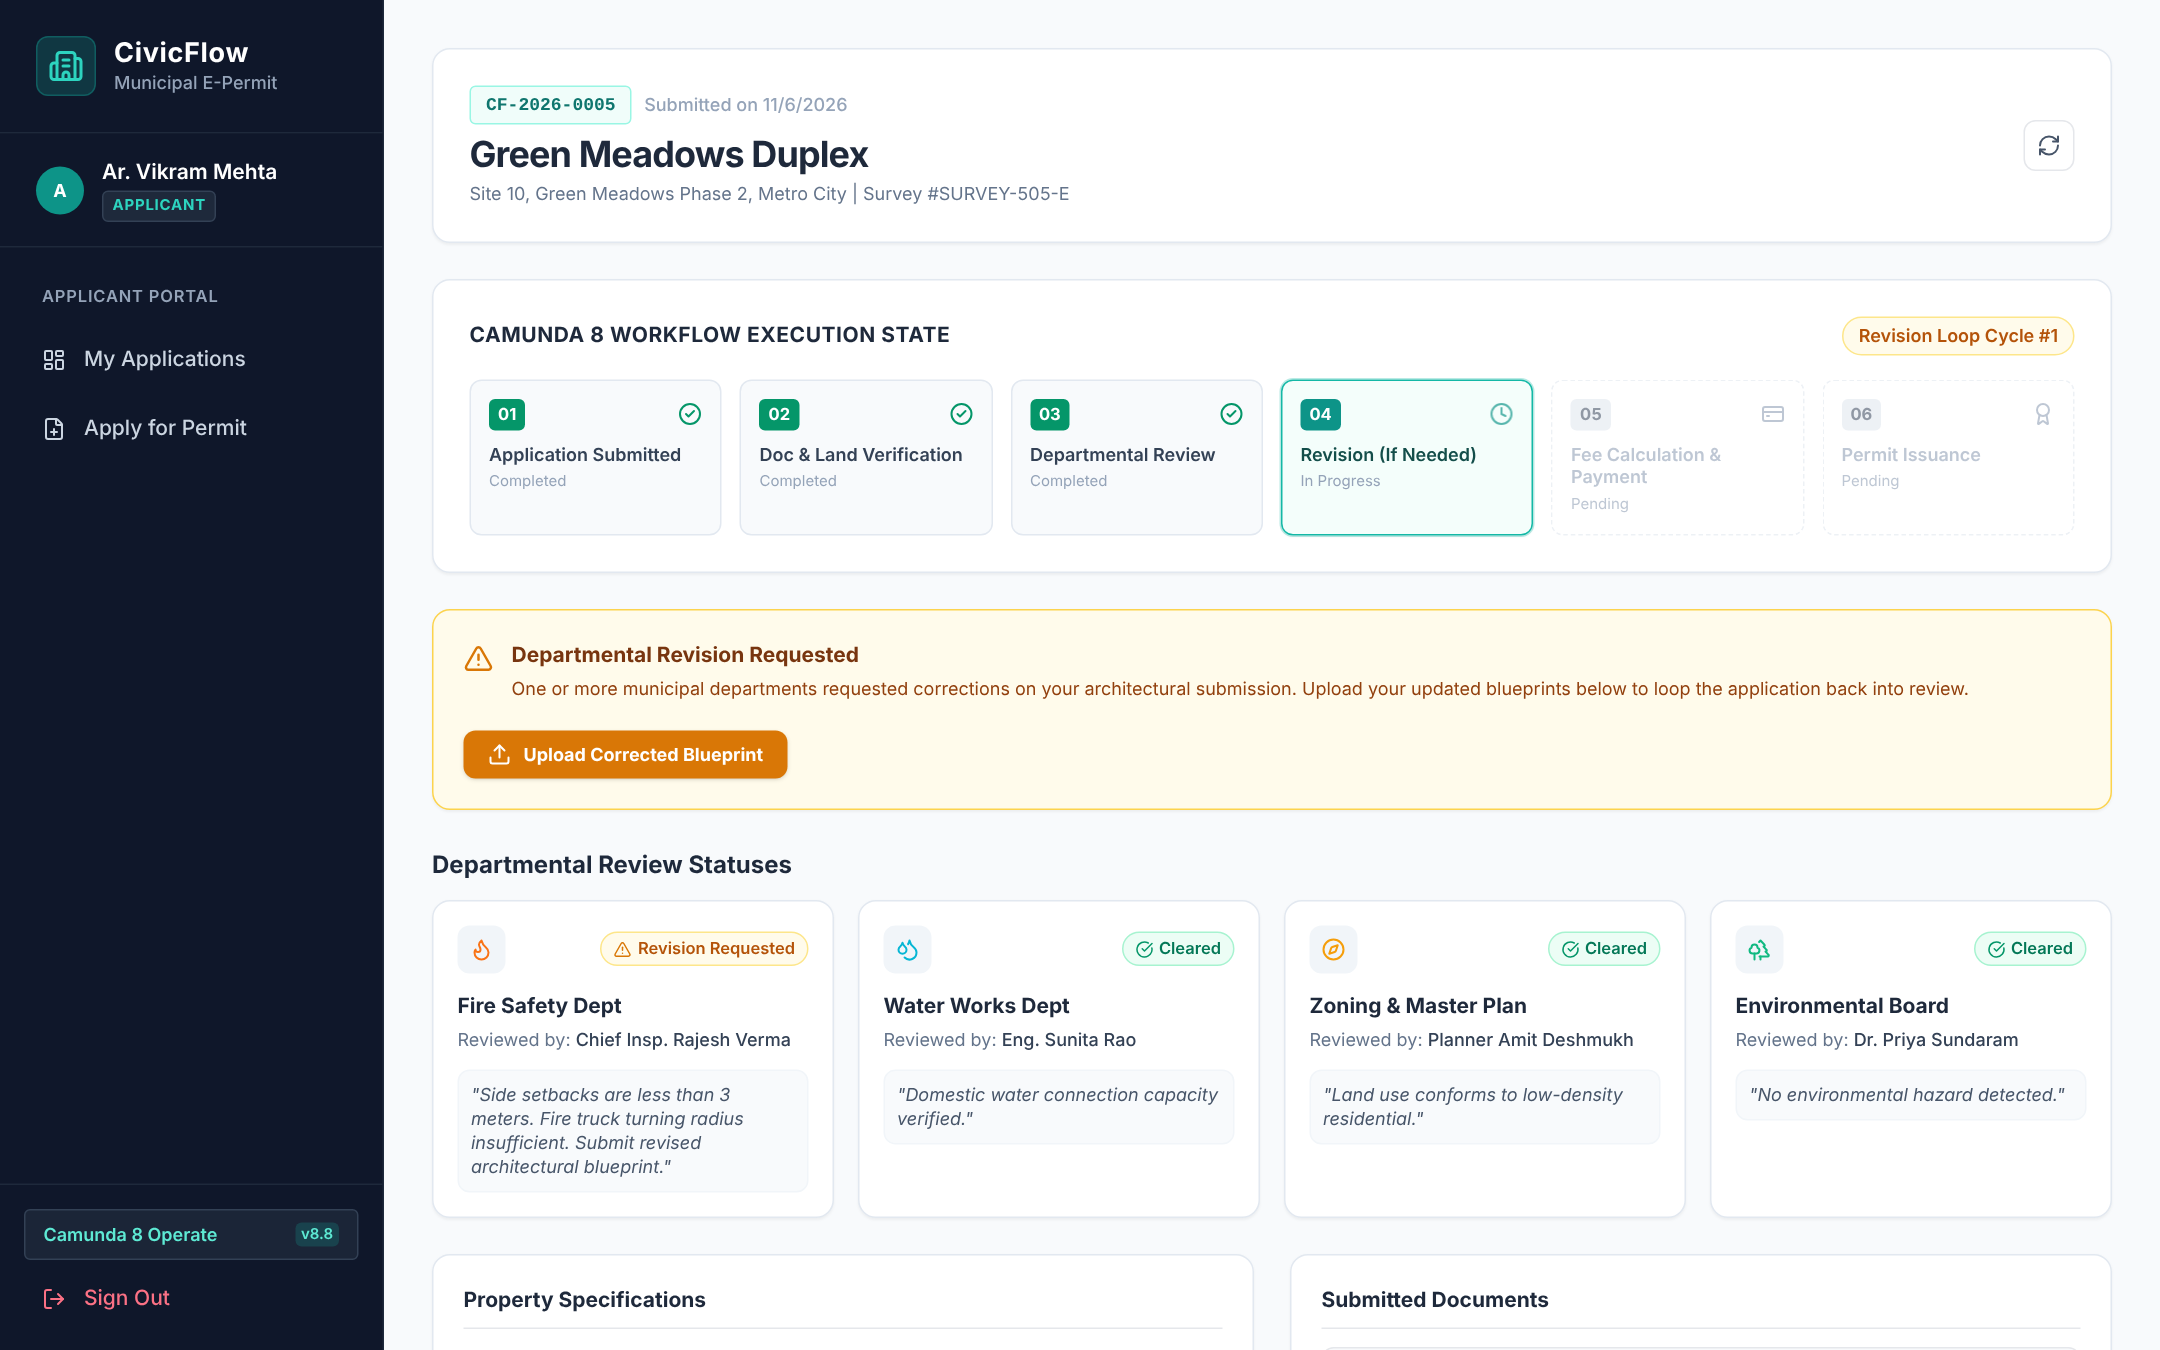 CivicFlow
Municipal E-Permit
A
Ar. Vikram Mehta
APPLICANT
APPLICANT PORTAL
My Applications
Apply for Permit
Camunda 8 Operate
v8.8
Sign Out
CF-2026-0005
Submitted on 11/6/2026
Green Meadows Duplex
Site 10, Green Meadows Phase 2, Metro City | Survey #SURVEY-505-E
CAMUNDA 8 WORKFLOW EXECUTION STATE
Revision Loop Cycle #1
01
Application Submitted
Completed
02
Doc & Land Verification
Completed
03
Departmental Review
Completed
04
Revision (If Needed)
In Progress
05
Fee Calculation &
Payment
Pending
06
Permit Issuance
Pending
Departmental Revision Requested
One or more municipal departments requested corrections on your architectural submission. Upload your updated blueprints below to loop the application back into review.
Upload Corrected Blueprint
Departmental Review Statuses
Revision Requested
Fire Safety Dept
Reviewed by: Chief Insp. Rajesh Verma
"Side setbacks are less than 3
meters. Fire truck turning radius
insufficient. Submit revised
architectural blueprint."
Cleared
Water Works Dept
Reviewed by: Eng. Sunita Rao
"Domestic water connection capacity
verified."
Cleared
Zoning & Master Plan
Reviewed by: Planner Amit Deshmukh
"Land use conforms to low-density
residential."
Cleared
Environmental Board
Reviewed by: Dr. Priya Sundaram
"No environmental hazard detected."
Property Specifications
Submitted Documents